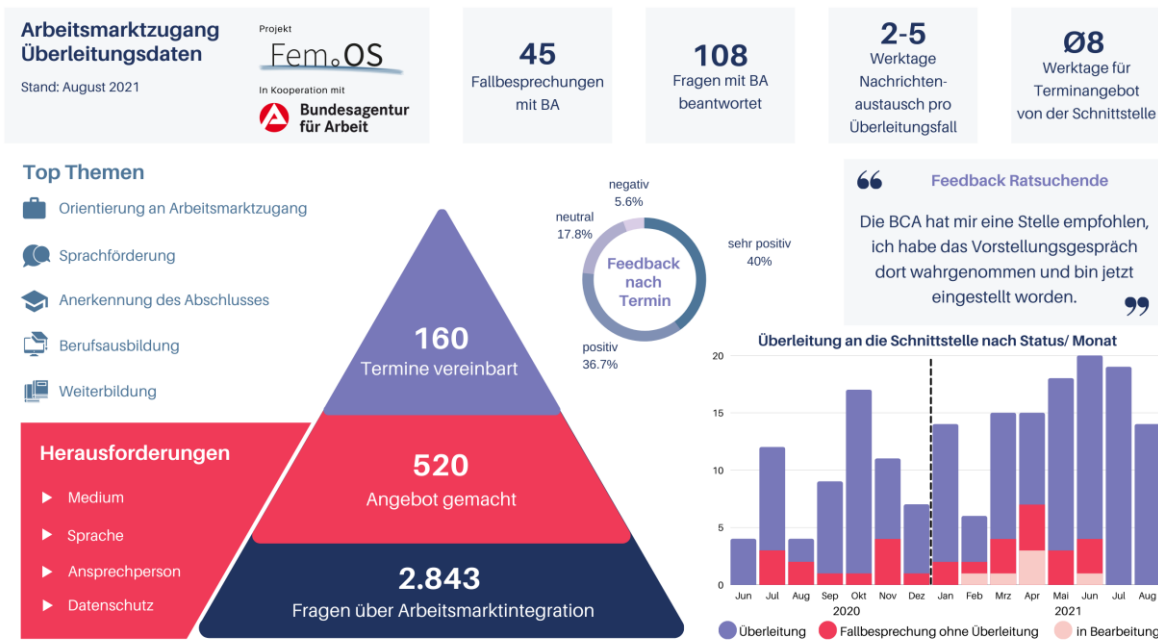 Arbeitsmarktzugang
Überleitungsdaten
Stand: August 2021
Projekt
Fem.OS
In Kooperation mit
Bundesagentur
für Arbeit
45
Fallbesprechungen
mit BA
108
Fragen mit BA
beantwortet
2-5
Werktage
Nachrichten-
austausch pro
Überleitungsfall
Ø8
Werktage für
Terminangebot
von der Schnittstelle
Top Themen
Orientierung an Arbeitsmarktzugang
Sprachförderung
Anerkennung des Abschlusses
Berufsausbildung
Weiterbildung
Herausforderungen
Medium
Sprache
Ansprechperson
Datenschutz
160
Termine vereinbart
520
Angebot gemacht
2.843
Fragen über Arbeitsmarktintegration
Feedback
nach
Termin
negativ
5.6%
neutral
17.8%
sehr positiv
40%
positiv
36.7%
“ Feedback Ratsuchende
Die BCA hat mir eine Stelle empfohlen,
ich habe das Vorstellungsgespräch
dort wahrgenommen und bin jetzt
eingestellt worden. ”
Überleitung an die Schnittstelle nach Status/ Monat
20
15
10
5
0
Jun Jul Aug Sep Okt Nov Dez Jan Feb Mrz Apr Mai Jun Jul Aug
2020 2021
Überleitung Fallbesprechung ohne Überleitung in Bearbeitung